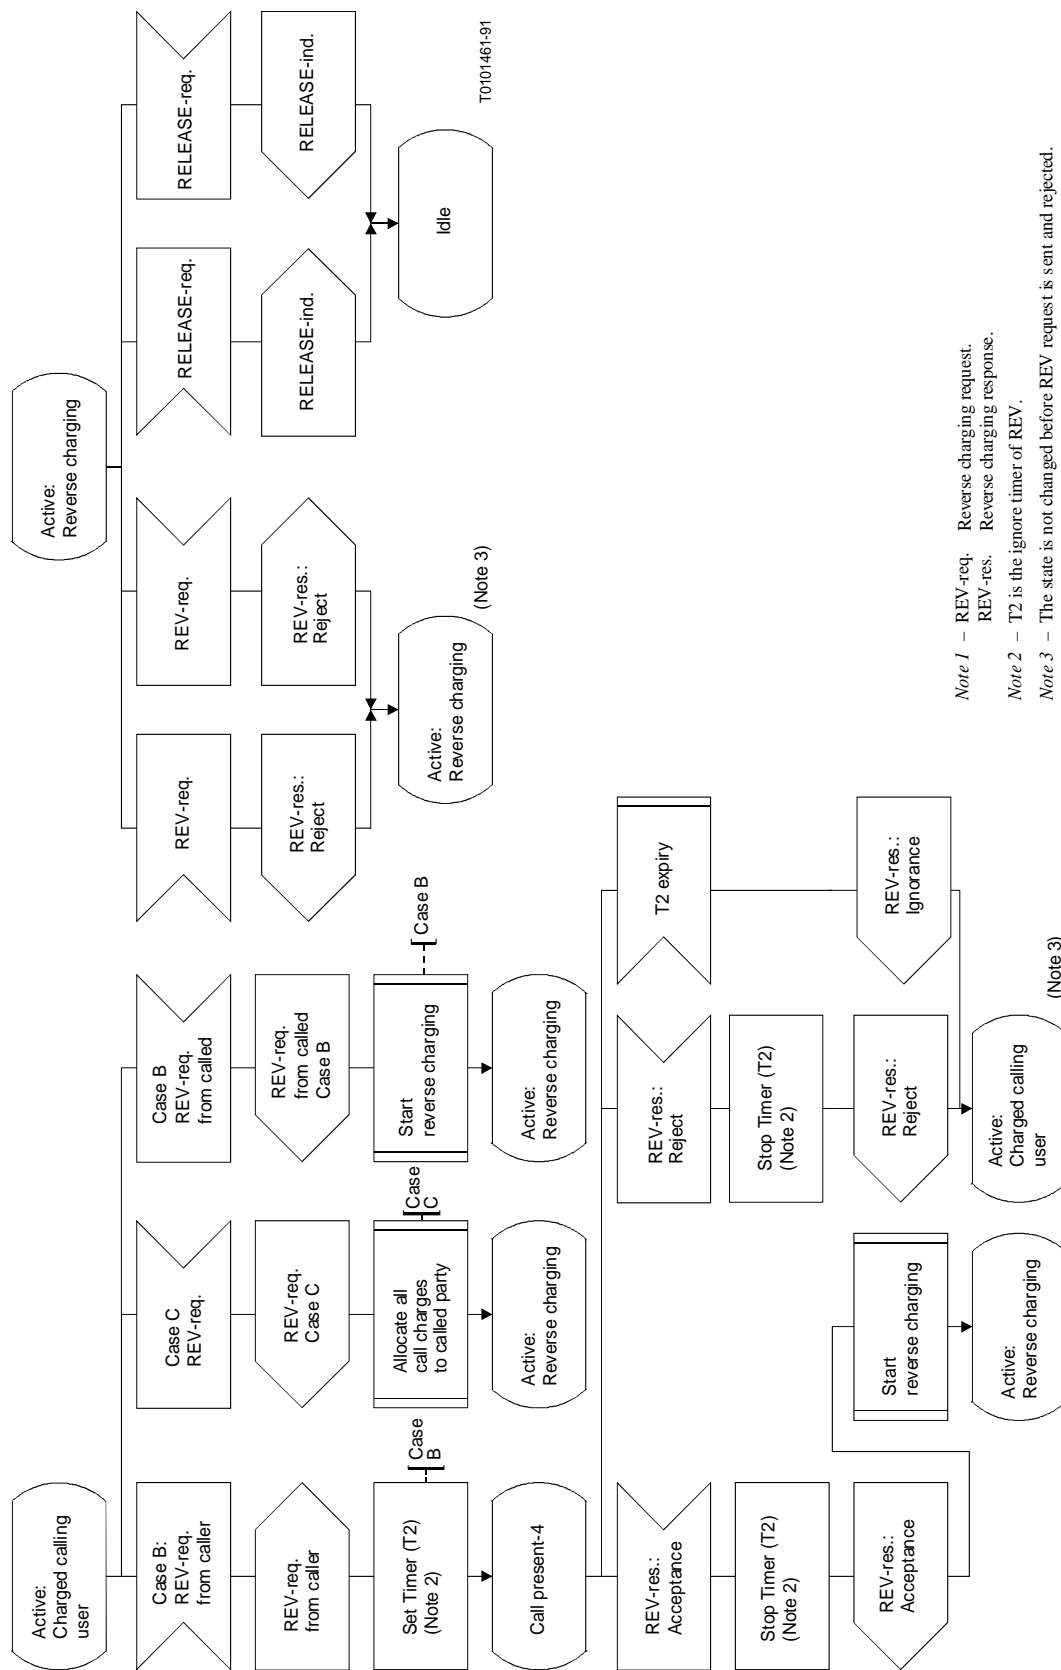 Active:
Charged calling
user
Case B:
REV-req.
from caller
REV-req.
from caller
Set Timer (T2)
(Note 2)
Case
B
Call present-4
Case C
REV-req.
REV-req.
Case C
Allocate all
call charges
to called party
Case
C
Active:
Reverse charging
Case B
REV-req.
from called
REV-req.
from called
Case B
Start
reverse charging
Case B
Active:
Reverse charging
REV-res.:
Acceptance
Stop Timer (T2)
(Note 2)
REV-res.:
Acceptance
Start
reverse charging
Active:
Reverse charging
REV-res.:
Reject
Stop Timer (T2)
(Note 2)
REV-res.:
Reject
Active:
Charged calling
user
(Note 3)
T2 expiry
REV-res.:
Ignorance
Active:
Reverse charging
REV-req.
REV-res.:
Reject
REV-req.
REV-res.:
Reject
Active:
Reverse charging
(Note 3)
RELEASE-req.
RELEASE-ind.
RELEASE-req.
RELEASE-ind.
Idle
T0101461-91
Note 1 – REV-req. Reverse charging request.
REV-res. Reverse charging response.
Note 2 – T2 is the ignore timer of REV.
Note 3 – The state is not changed before REV request is sent and rejected.